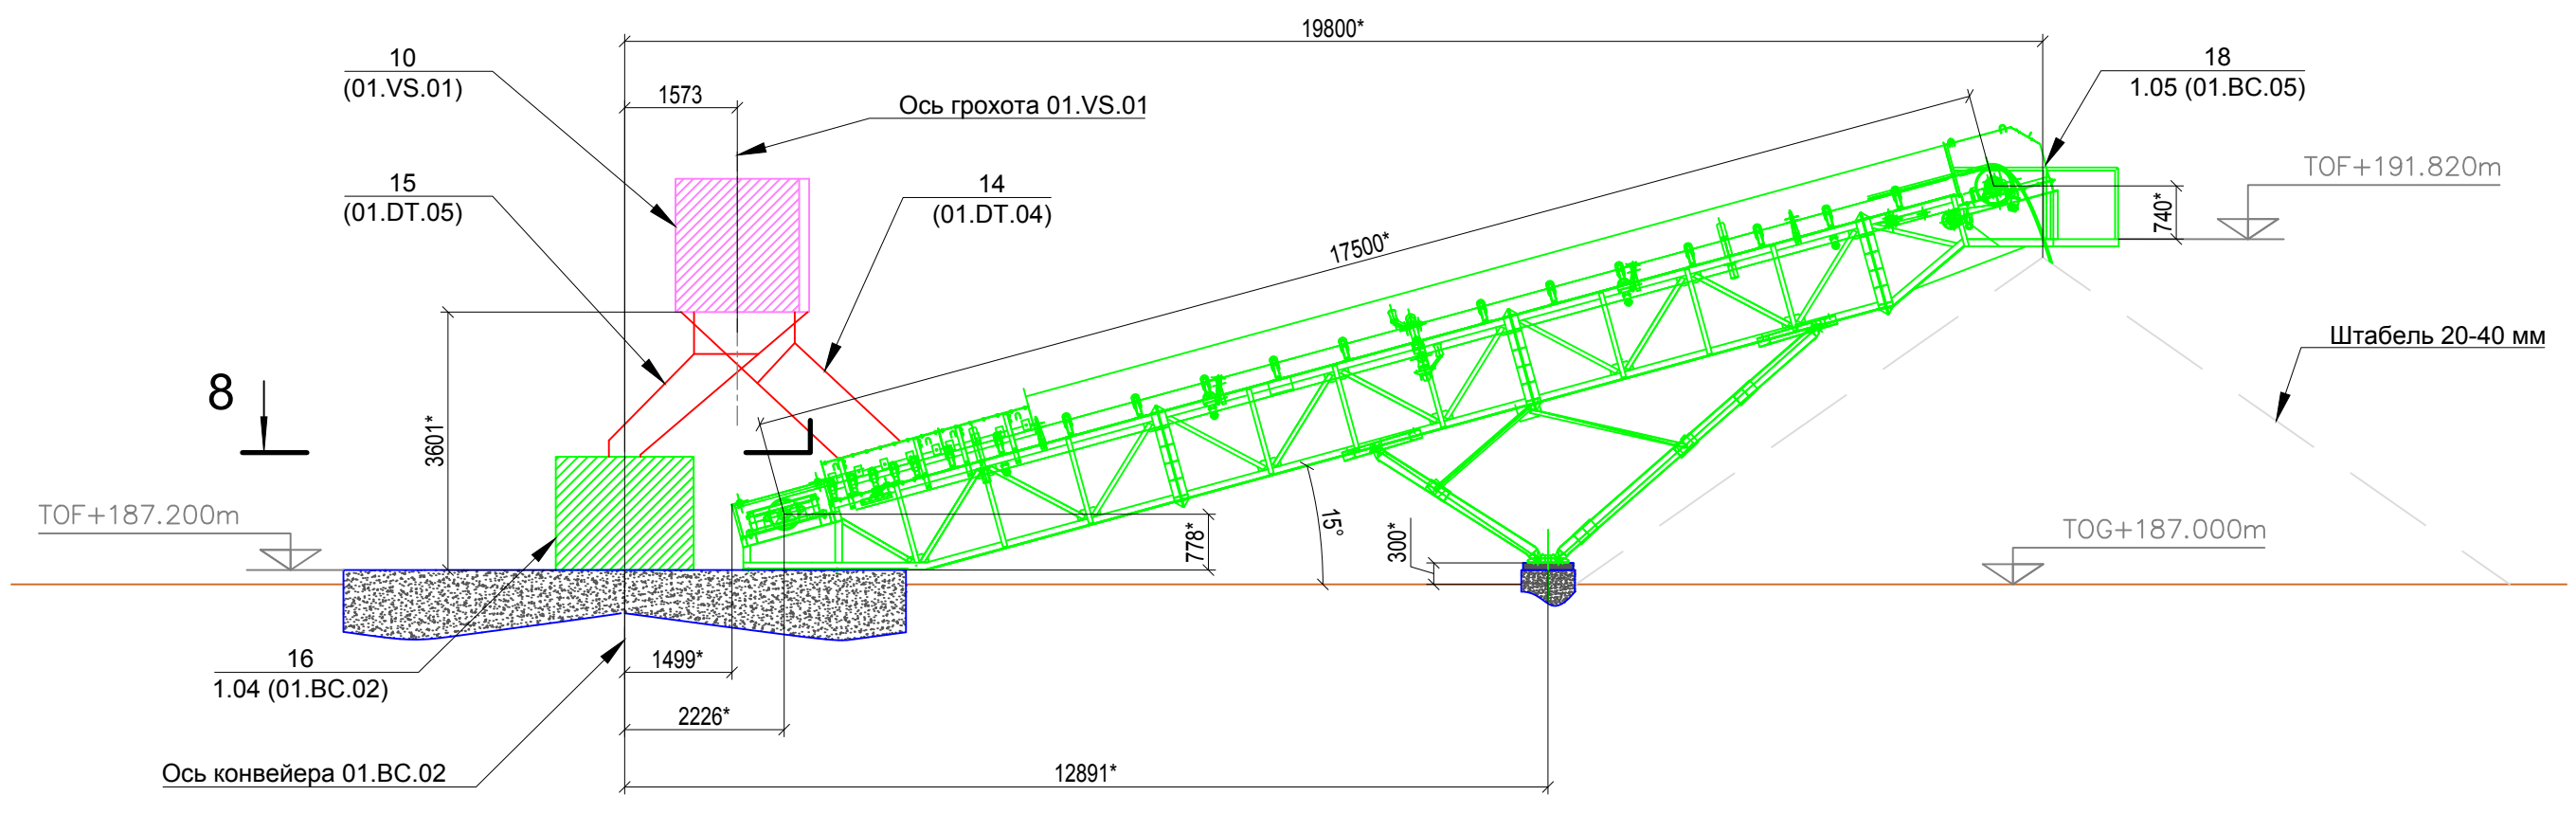 19800*
10
(01.VS.01)
18
1.05 (01.BC.05)
1573
Ось грохота 01.VS.01
TOF+191.820m
15
(01.DT.05)
14
(01.DT.04)
740*
17500*
Штабель 20-40 мм
8
3601*
TOF+187.200m
778*
15°
300*
TOG+187.000m
16
1.04 (01.BC.02)
1499*
2226*
Ось конвейера 01.BC.02
12891*